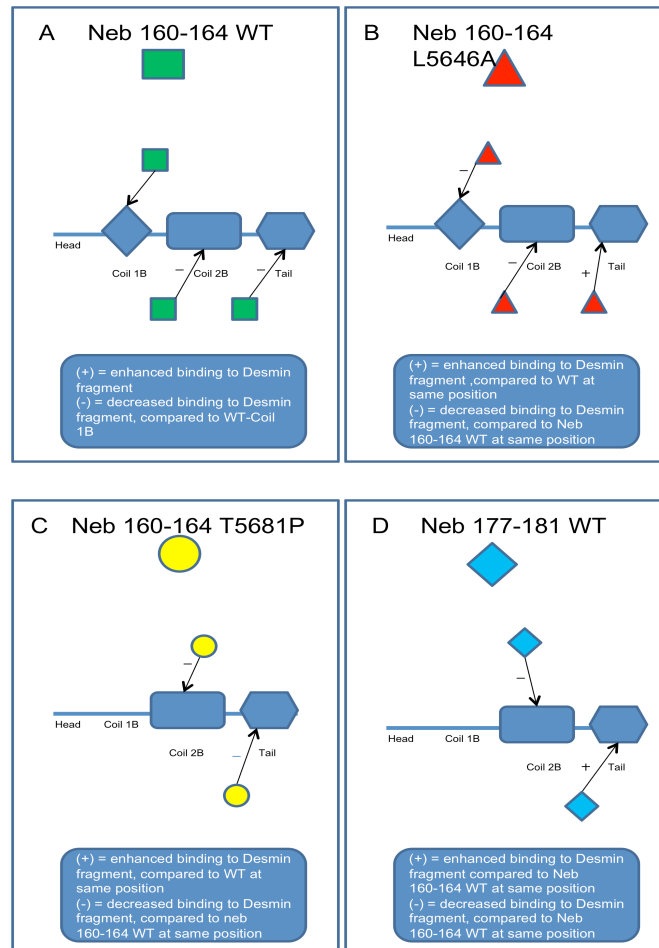 A Neb 160-164 WT
−
Head
Coil 1B
− Coil 2B
− Tail
(+) = enhanced binding to Desmin
fragment
(-) = decreased binding to Desmin
fragment, compared to WT-Coil
1B
B Neb 160-164
L5646A
−
Head
Coil 1B
− Coil 2B
+ Tail
(+) = enhanced binding to Desmin
fragment ,compared to WT at
same position
(-) = decreased binding to Desmin
fragment, compared to Neb
160-164 WT at same position
C Neb 160-164 T5681P
−
Head Coil 1B
Coil 2B − Tail
(+) = enhanced binding to Desmin
fragment, compared to WT at
same position
(-) = decreased binding to Desmin
fragment, compared to neb
160-164 WT at same position
D Neb 177-181 WT
−
Head Coil 1B
Coil 2B + Tail
(+) = enhanced binding to Desmin
fragment compared to Neb
160-164 WT at same position
(-) = decreased binding to Desmin
fragment, compared to Neb
160-164 WT at same position